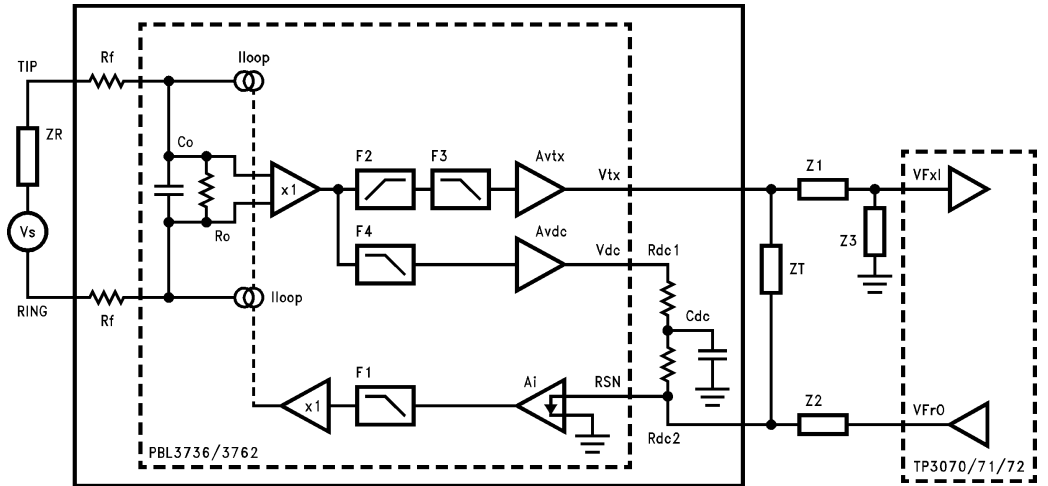 Rf
Iloop
TIP
ZR
Co
F2
F3
Avtx
Vtx
Z1
VFxI
x1
Ro
Vs
Z3
F4
Avdc
Vdc
Rdc1
ZT
RING
Rf
Iloop
Cdc
F1
Ai
RSN
x1
Z2
VFrO
Rdc2
PBL3736/3762
TP3070/71/72